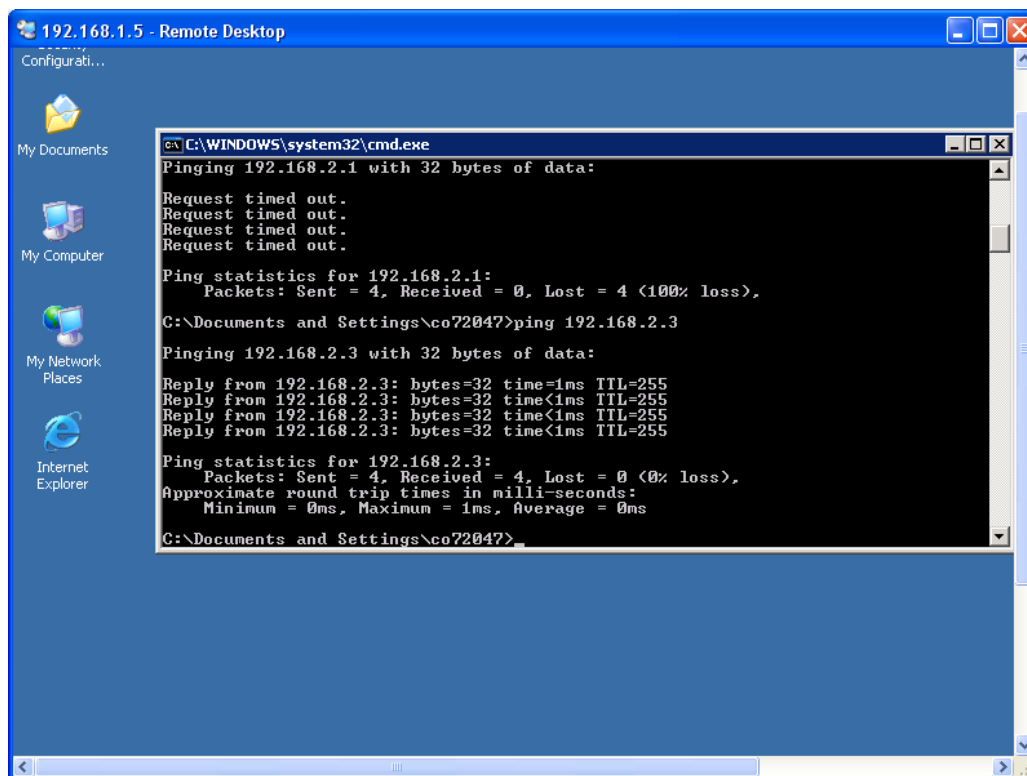 192.168.1.5 - Remote Desktop
Configurati...
My Documents
My Computer
My Network
Places
Internet
Explorer
C:\WINDOWS\system32\cmd.exe
Pinging 192.168.2.1 with 32 bytes of data:
Request timed out.
Request timed out.
Request timed out.
Request timed out.
Ping statistics for 192.168.2.1:
Packets: Sent = 4, Received = 0, Lost = 4 (100% loss),
C:\Documents and Settings\co72047>ping 192.168.2.3
Pinging 192.168.2.3 with 32 bytes of data:
Reply from 192.168.2.3: bytes=32 time=1ms TTL=255
Reply from 192.168.2.3: bytes=32 time<1ms TTL=255
Reply from 192.168.2.3: bytes=32 time<1ms TTL=255
Reply from 192.168.2.3: bytes=32 time<1ms TTL=255
Ping statistics for 192.168.2.3:
Packets: Sent = 4, Received = 4, Lost = 0 (0% loss),
Approximate round trip times in milli-seconds:
Minimum = 0ms, Maximum = 1ms, Average = 0ms
C:\Documents and Settings\co72047>_